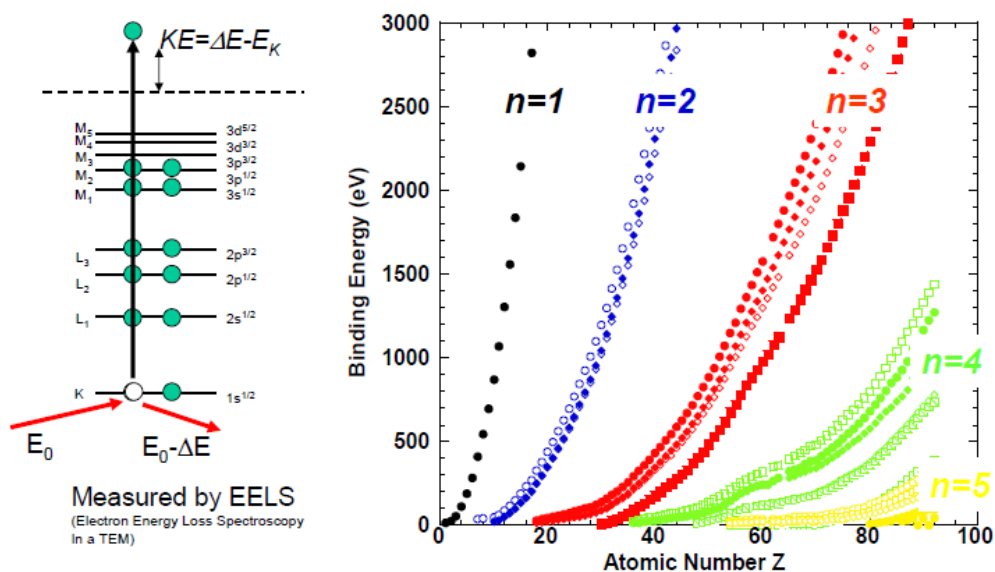 KE=ΔE-E_K
M5
3d5/2
M4
3d3/2
M3
3p3/2
M2
3p1/2
M1
3s1/2
L3
2p3/2
L2
2p1/2
L1
2s1/2
K
1s1/2
E0
E0-ΔE
Measured by EELS
(Electron Energy Loss Spectroscopy
In a TEM)
3000
2500
2000
1500
1000
500
0
Binding Energy (eV)
n=1
n=2
n=3
n=4
n=5
0
20
40
60
80
100
Atomic Number Z